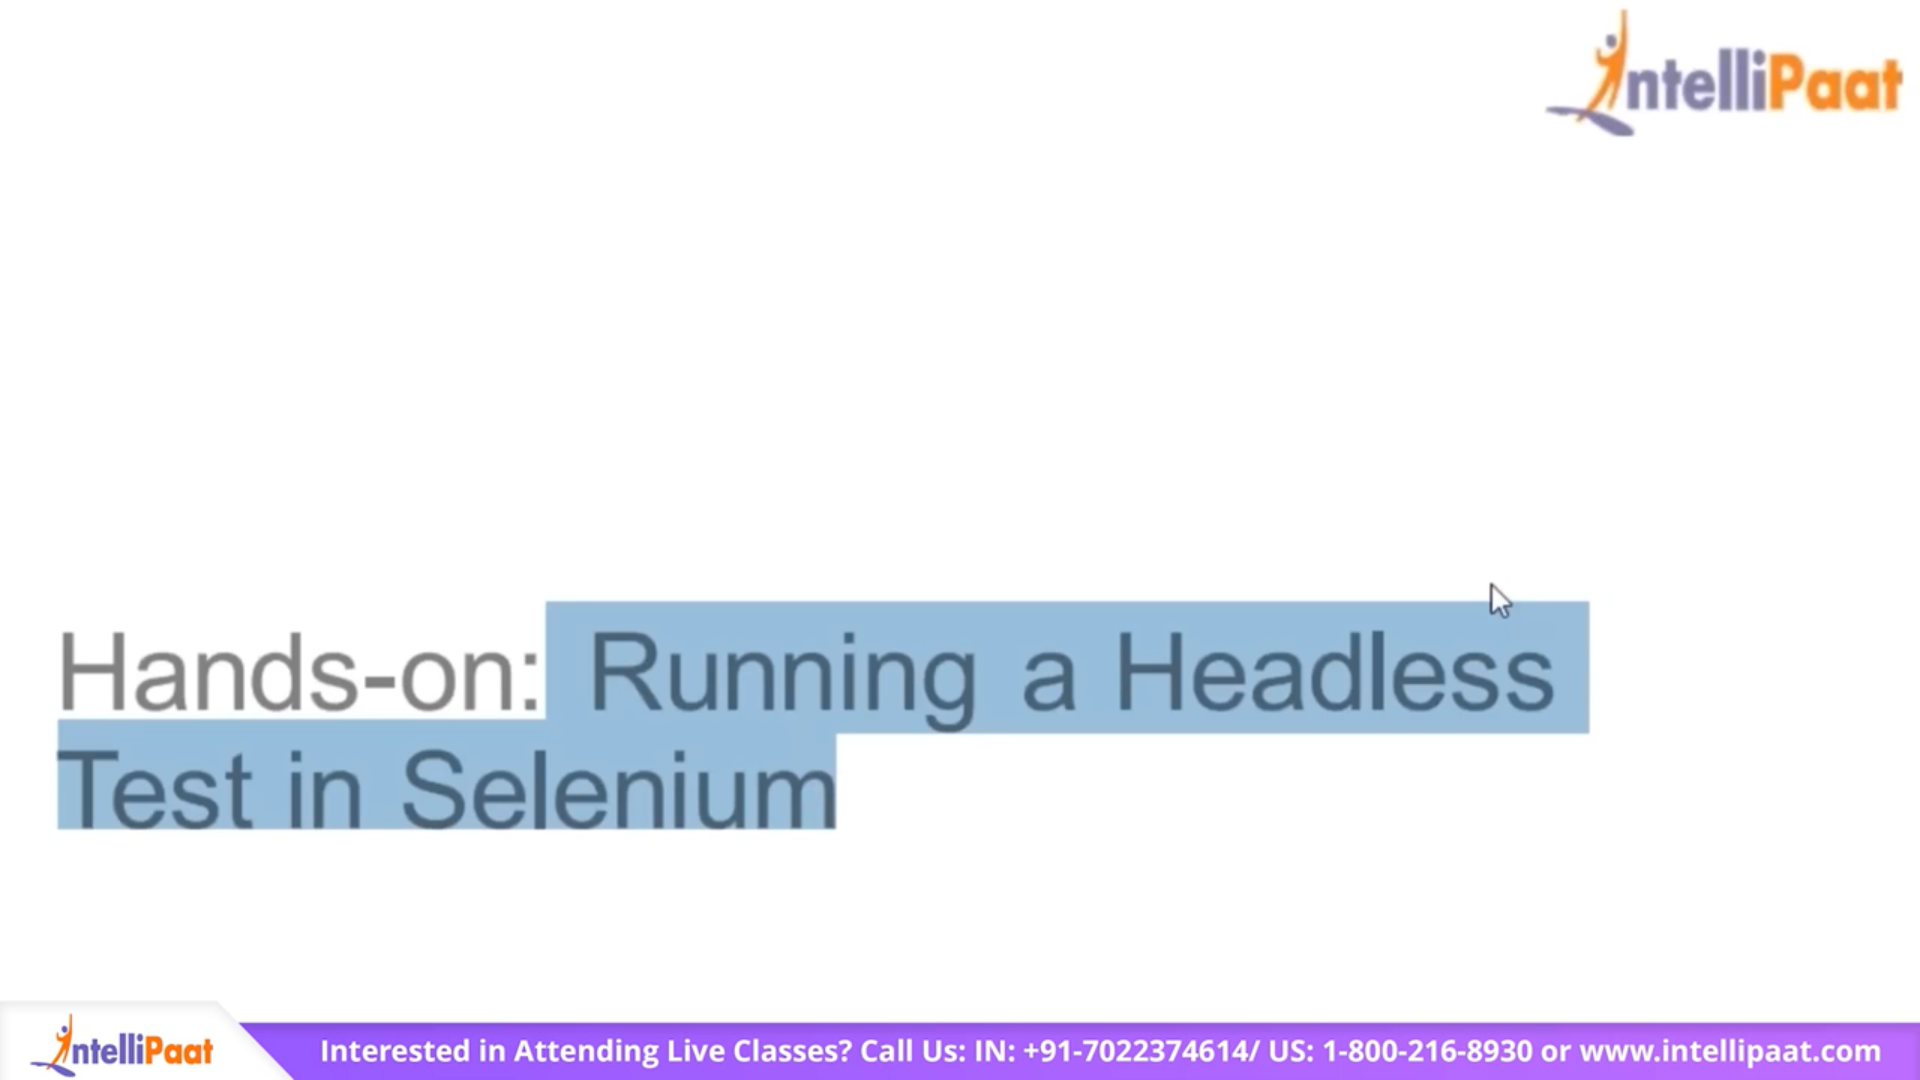 IntelliPaat
Hands-on: Running a Headless
Test in Selenium
IntelliPaat
Interested in Attending Live Classes? Call Us: IN: +91-7022374614/ US: 1-800-216-8930 or www.intellipaat.com